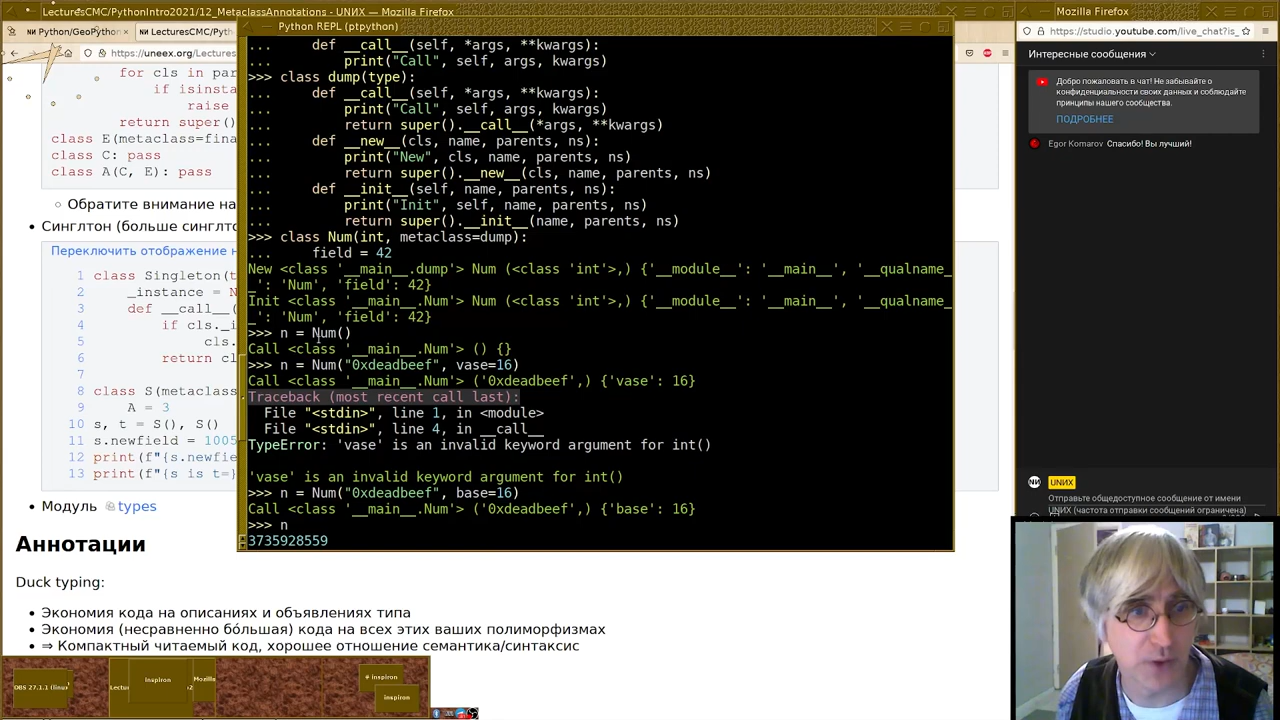 LecturesCMC/PythonIntro2021/12_MetaclassAnnotations - UNИX — Mozilla Firefox
Python REPL (ptpython)
Mozilla Firefox
Python/GeoPython
LecturesCMC/Pyth
https://uneex.org/Lectures
https://studio.youtube.com/live_chat?is_
for cls in par
if isinsta
raise
return super()
class E(metaclass=fina
class C: pass
class A(C, E): pass
Обратите внимание на
Синглтон (больше синглто
Переключить отображение н
1 class Singleton(t
2 _instance = N
3 def __call__(
4 if cls._i
5 cls._
6 return cl
7
8 class S(metaclass
9 A = 3
10 s, t = S(), S()
11 s.newfield = 1005
12 print(f"{s.newfie
13 print(f"{s is t=}
Модуль types
Аннотации
Duck typing:
Экономия кода на описаниях и объявлениях типа
Экономия (несравненно бо́льшая) кода на всех этих ваших полиморфизмах
⇒ Компактный читаемый код, хорошее отношение семантика/синтаксис
... def __call__(self, *args, **kwargs):
... print("Call", self, args, kwargs)
>>> class dump(type):
... def __call__(self, *args, **kwargs):
... print("Call", self, args, kwargs)
... return super().__call__(*args, **kwargs)
... def __new__(cls, name, parents, ns):
... print("New", cls, name, parents, ns)
... return super().__new__(cls, name, parents, ns)
... def __init__(self, name, parents, ns):
... print("Init", self, name, parents, ns)
... return super().__init__(name, parents, ns)
>>> class Num(int, metaclass=dump):
... field = 42
New <class '__main__.dump'> Num (<class 'int'>,) {'__module__': '__main__', '__qualname_
_': 'Num', 'field': 42}
Init <class '__main__.Num'> Num (<class 'int'>,) {'__module__': '__main__', '__qualname_
_': 'Num', 'field': 42}
>>> n = Num()
Call <class '__main__.Num'> () {}
>>> n = Num("0xdeadbeef", vase=16)
Call <class '__main__.Num'> ('0xdeadbeef',) {'vase': 16}
Traceback (most recent call last):
File "<stdin>", line 1, in <module>
File "<stdin>", line 4, in __call__
TypeError: 'vase' is an invalid keyword argument for int()
'vase' is an invalid keyword argument for int()
>>> n = Num("0xdeadbeef", base=16)
Call <class '__main__.Num'> ('0xdeadbeef',) {'base': 16}
>>> n
3735928559
Интересные сообщения
Добро пожаловать в чат! Не забывайте о
конфиденциальности своих данных и соблюдайте
принципы нашего сообщества.
ПОДРОБНЕЕ
Egor Komarov Спасибо! Вы лучший!
UNИX
Отправьте общедоступное сообщение от имени
UNИX (частота отправки сообщений ограничена)
OBS 27.1.1 (linux
Lectur
inspiron
Mozilla
# inspiron
inspiron